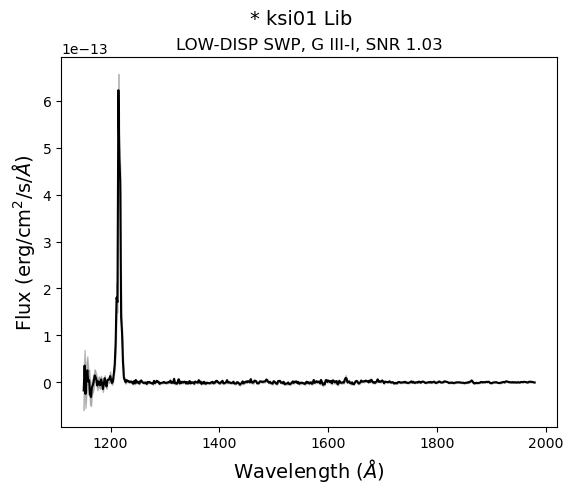 * ksi01 Lib
LOW-DISP SWP, G III-I, SNR 1.03
1e−13
6
5
4
3
2
1
0
Flux (erg/cm²/s/Å)
1200 1400 1600 1800 2000
Wavelength (Å)